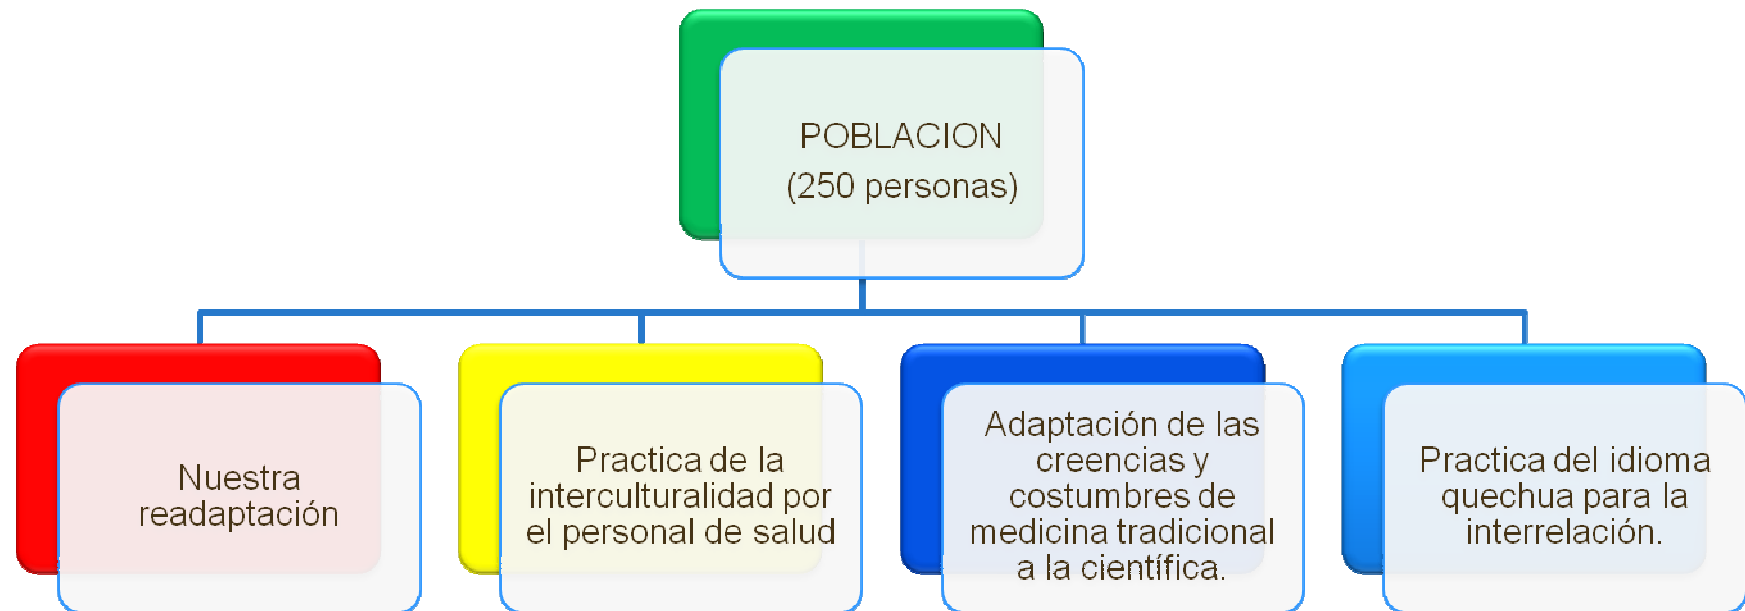 POBLACION
(250 personas)
Nuestra
readaptación
Practica de la
interculturalidad por
el personal de salud
Adaptación de las
creencias y
costumbres de
medicina tradicional
a la científica.
Practica del idioma
quechua para la
interrelación.